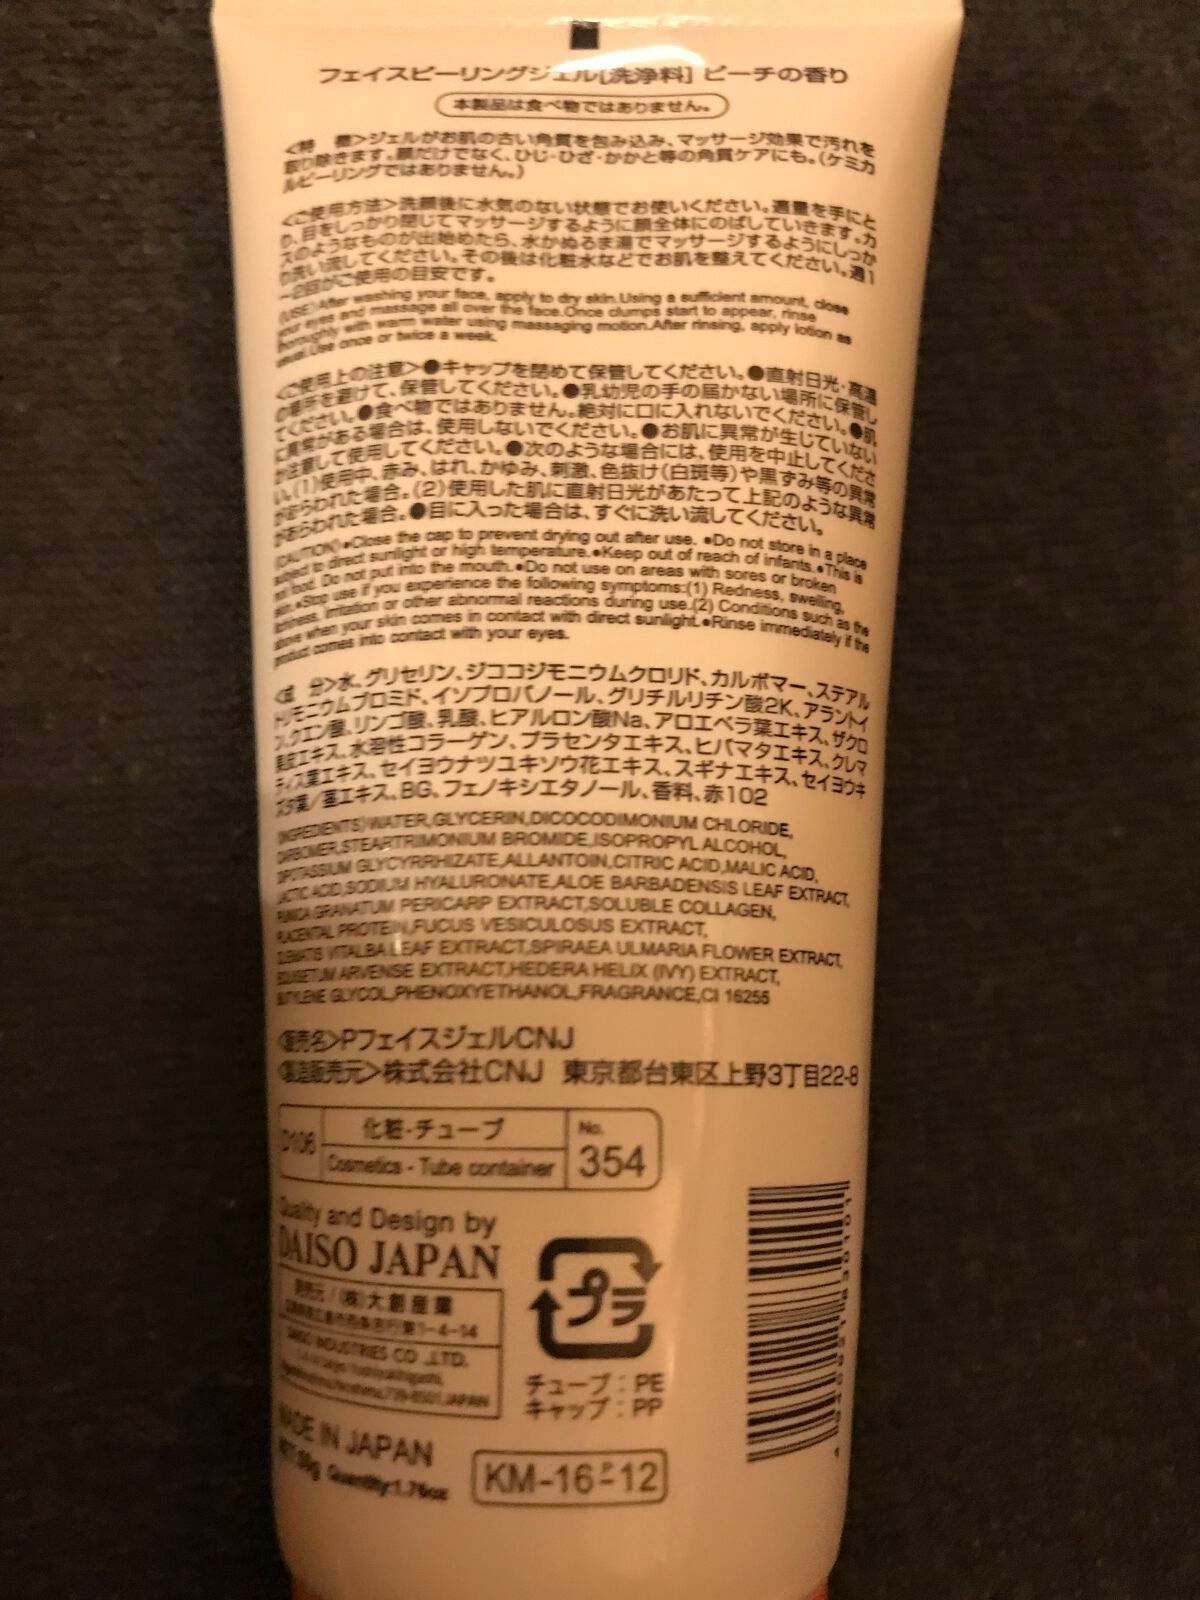 フェイスピーリングジェル[洗浄料] ピーチの香り
本製品は食べ物ではありません。
<特 徴>ジェルがお肌の古い角質を包み込み、マッサージ効果で汚れを
取り除きます。顔だけでなく、ひじ・ひざ・かかと等の角質ケアにも。(ケミカ
ルピーリングではありません。)
<ご使用方法>洗顔後に水気のない状態でお使いください。適量を手にと
り、目をしっかり閉じてマッサージするように顔全体にのばしていきます。カ
スのようなものが出始めたら、水かぬるま湯でマッサージするようにしっか
り洗い流してください。その後は化粧水などでお肌を整えてください。週1
~2回がご使用の目安です。
(USE)After washing your face, apply to dry skin.Using a sufficient amount, close
your eyes and massage all over the face.Once clumps start to appear, rinse
thoroughly with warm water using massaging motion.After rinsing, apply lotion as
usual.Use once or twice a week.
<ご使用上の注意>●キャップを閉めて保管してください。●直射日光・高温
の場所を避けて、保管してください。●乳幼児の手の届かない場所に保管し
てください。●食べ物ではありません。絶対に口に入れないでください。●肌
に異常がある場合は、使用しないでください。●お肌に異常が生じていない
か注意して使用してください。●次のような場合には、使用を中止してくださ
い。(1)使用中、赤み、はれ、かゆみ、刺激、色抜け(白斑等)や黒ずみ等の異常
があらわれた場合。(2)使用した肌に直射日光があたって上記のような異常
があらわれた場合。●目に入った場合は、すぐに洗い流してください。
(CAUTION)●Close the cap to prevent drying out after use. ●Do not store in a place
subject to direct sunlight or high temperature.●Keep out of reach of infants.●This is
not food. Do not put into the mouth.●Do not use on areas with sores or broken
skin.●Stop use if you experience the following symptoms:(1) Redness, swelling,
itchiness, irritation or other abnormal reactions during use.(2) Conditions such as the
above when your skin comes in contact with direct sunlight.●Rinse immediately if the
product comes into contact with your eyes.
<成 分>水、グリセリン、ジココジモニウムクロリド、カルボマー、ステアル
トリモニウムブロミド、イソプロパノール、グリチルリチン酸2K、アラントイ
ン、クエン酸、リンゴ酸、乳酸、ヒアルロン酸Na、アロエベラ葉エキス、ザクロ
果皮エキス、水溶性コラーゲン、プラセンタエキス、ヒバマタエキス、クレマ
ティス葉エキス、セイヨウナツユキソウ花エキス、スギナエキス、セイヨウキ
ズタ葉/茎エキス、BG、フェノキシエタノール、香料、赤102
(INGREDIENTS)WATER,GLYCERIN,DICOCODIMONIUM CHLORIDE,
CARBOMER,STEARTRIMONIUM BROMIDE,ISOPROPYL ALCOHOL,
DIPOTASSIUM GLYCYRRHIZATE,ALLANTOIN,CITRIC ACID,MALIC ACID,
LACTIC ACID,SODIUM HYALURONATE,ALOE BARBADENSIS LEAF EXTRACT,
PUNICA GRANATUM PERICARP EXTRACT,SOLUBLE COLLAGEN,
PLACENTAL PROTEIN,FUCUS VESICULOSUS EXTRACT,
CLEMATIS VITALBA LEAF EXTRACT,SPIRAEA ULMARIA FLOWER EXTRACT,
EQUISETUM ARVENSE EXTRACT,HEDERA HELIX (IVY) EXTRACT,
BUTYLENE GLYCOL,PHENOXYETHANOL,FRAGRANCE,CI 16255
<販売名>PフェイスジェルCNJ
<製造販売元>株式会社CNJ 東京都台東区上野3丁目22-8
D106 化粧-チューブ No.
Cosmetics - Tube container 354
Quality and Design by
DAISO JAPAN
発売元/(株)大創産業
広島県東広島市西条吉行東1-4-14
DAISO INDUSTRIES CO .,LTD.
739-8501,JAPAN
プラ
チューブ:PE
キャップ:PP
MADE IN JAPAN
Quantity:1.76oz
KM-16-P-12